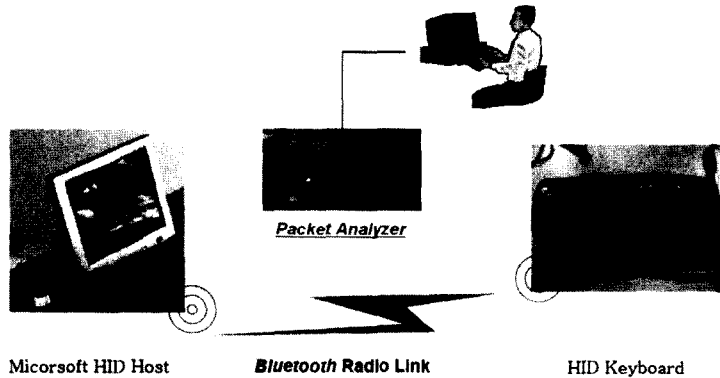 Packet Analyzer
Micorsoft HID Host
Bluetooth Radio Link
HID Keyboard